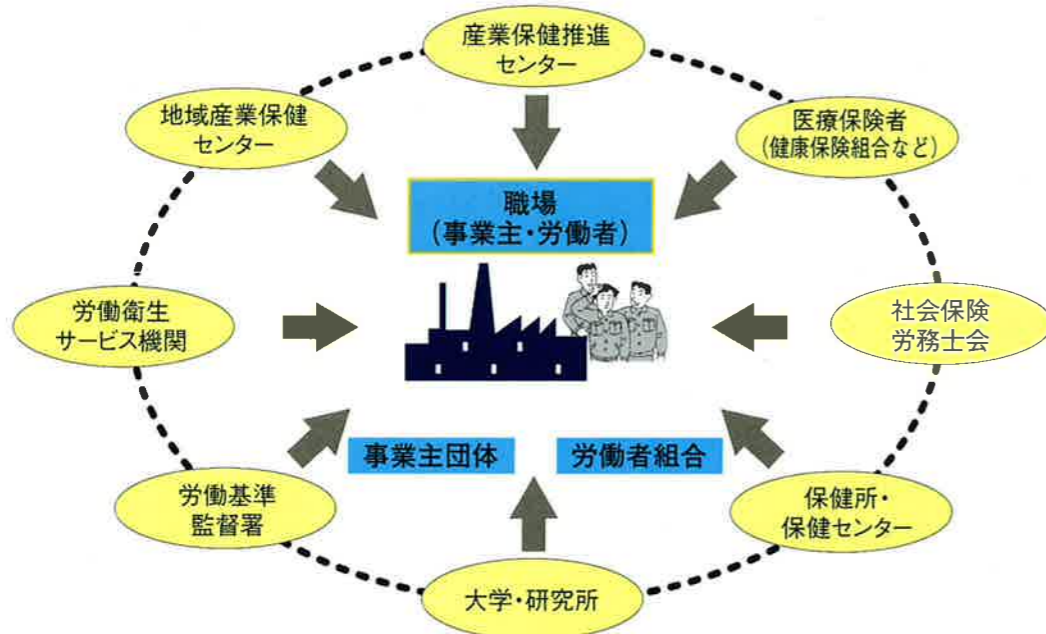 産業保健推進
センター
地域産業保健
センター
医療保険者
(健康保険組合など)
職場
(事業主・労働者)
労働衛生
サービス機関
社会保険
労務士会
事業主団体
労働者組合
労働基準
監督署
保健所・
保健センター
大学・研究所